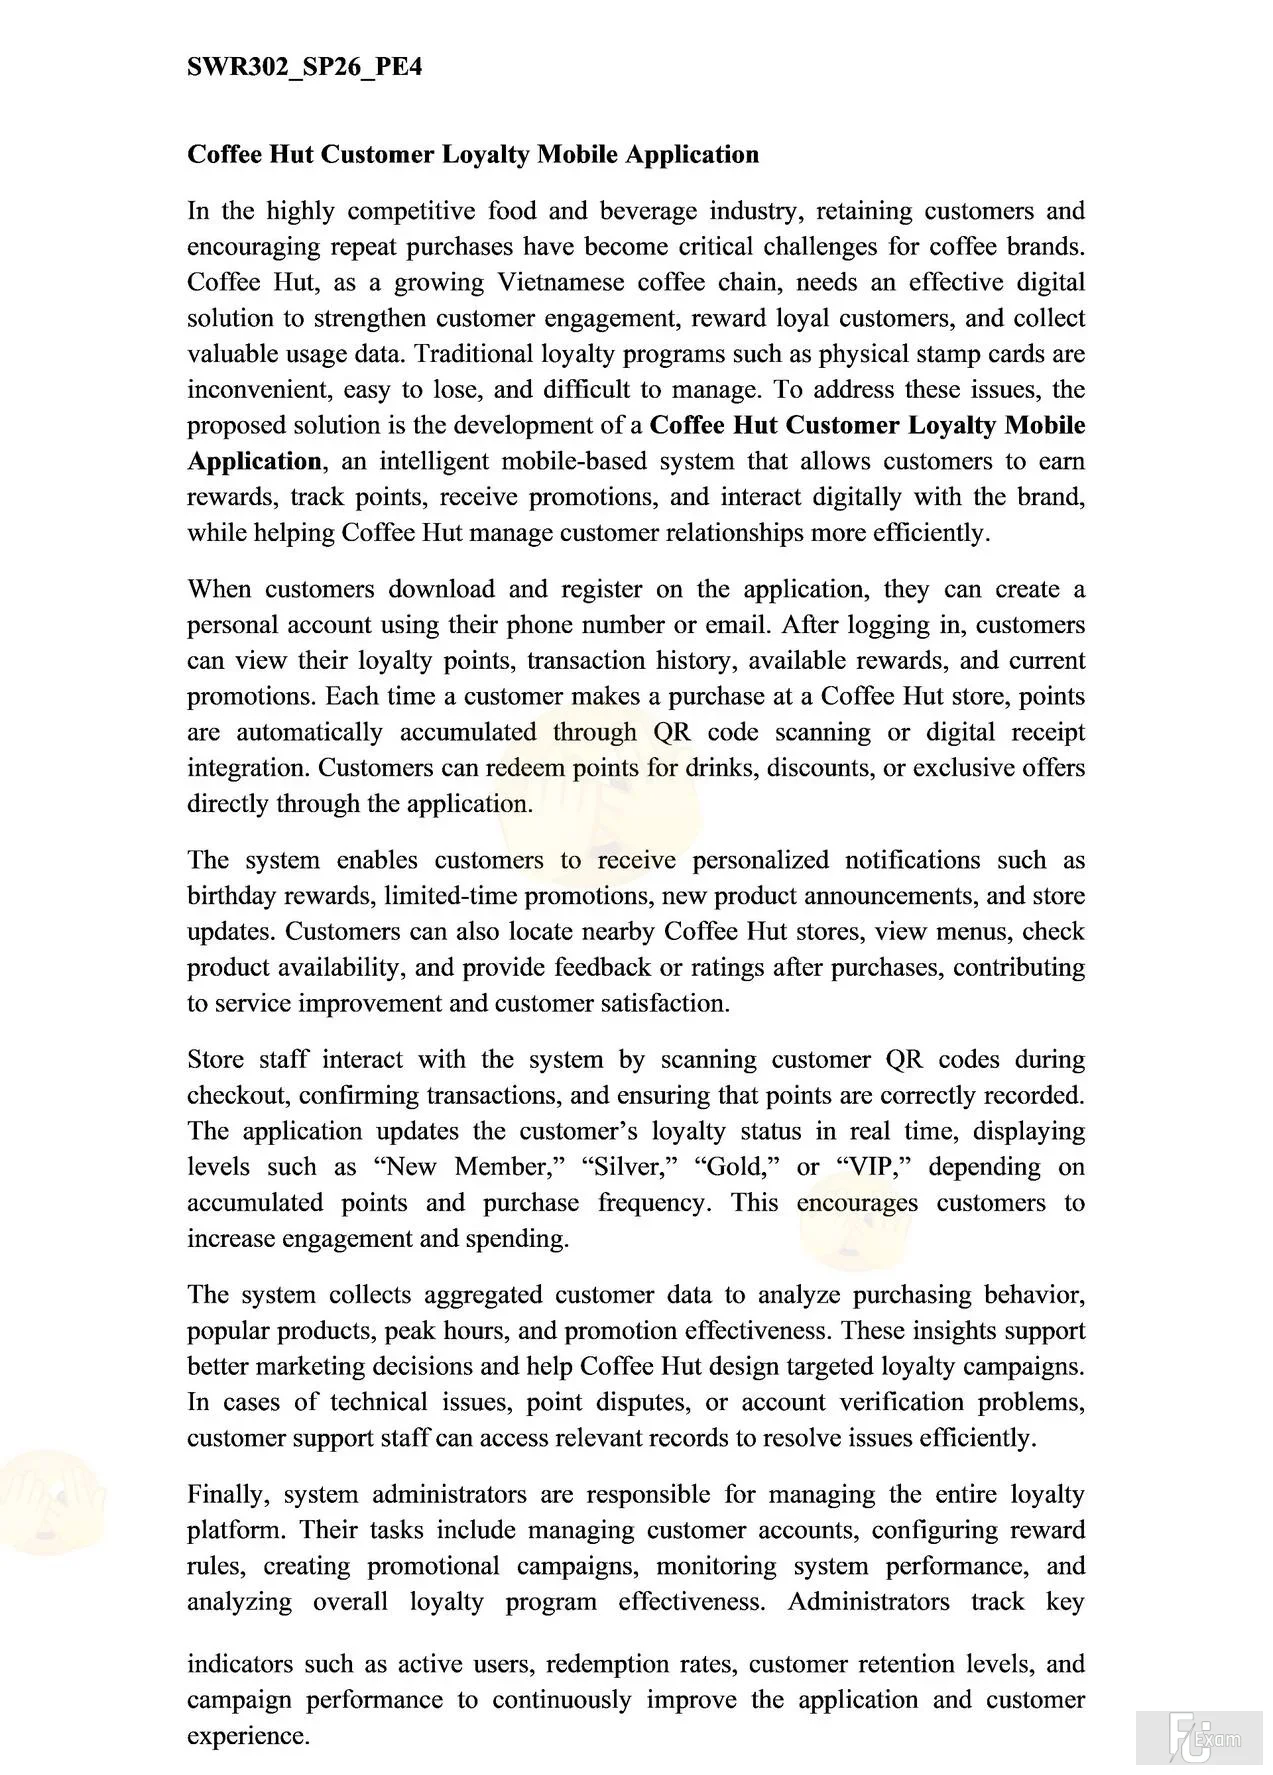 SWR302_SP26_PE4
Coffee Hut Customer Loyalty Mobile Application
In the highly competitive food and beverage industry, retaining customers and
encouraging repeat purchases have become critical challenges for coffee brands.
Coffee Hut, as a growing Vietnamese coffee chain, needs an effective digital
solution to strengthen customer engagement, reward loyal customers, and collect
valuable usage data. Traditional loyalty programs such as physical stamp cards are
inconvenient, easy to lose, and difficult to manage. To address these issues, the
proposed solution is the development of a Coffee Hut Customer Loyalty Mobile
Application, an intelligent mobile-based system that allows customers to earn
rewards, track points, receive promotions, and interact digitally with the brand,
while helping Coffee Hut manage customer relationships more efficiently.
When customers download and register on the application, they can create a
personal account using their phone number or email. After logging in, customers
can view their loyalty points, transaction history, available rewards, and current
promotions. Each time a customer makes a purchase at a Coffee Hut store, points
are automatically accumulated through QR code scanning or digital receipt
integration. Customers can redeem points for drinks, discounts, or exclusive offers
directly through the application.
The system enables customers to receive personalized notifications such as
birthday rewards, limited-time promotions, new product announcements, and store
updates. Customers can also locate nearby Coffee Hut stores, view menus, check
product availability, and provide feedback or ratings after purchases, contributing
to service improvement and customer satisfaction.
Store staff interact with the system by scanning customer QR codes during
checkout, confirming transactions, and ensuring that points are correctly recorded.
The application updates the customer’s loyalty status in real time, displaying
levels such as “New Member,” “Silver,” “Gold,” or “VIP,” depending on
accumulated points and purchase frequency. This encourages customers to
increase engagement and spending.
The system collects aggregated customer data to analyze purchasing behavior,
popular products, peak hours, and promotion effectiveness. These insights support
better marketing decisions and help Coffee Hut design targeted loyalty campaigns.
In cases of technical issues, point disputes, or account verification problems,
customer support staff can access relevant records to resolve issues efficiently.
Finally, system administrators are responsible for managing the entire loyalty
platform. Their tasks include managing customer accounts, configuring reward
rules, creating promotional campaigns, monitoring system performance, and
analyzing overall loyalty program effectiveness. Administrators track key
indicators such as active users, redemption rates, customer retention levels, and
campaign performance to continuously improve the application and customer
experience.
Exam